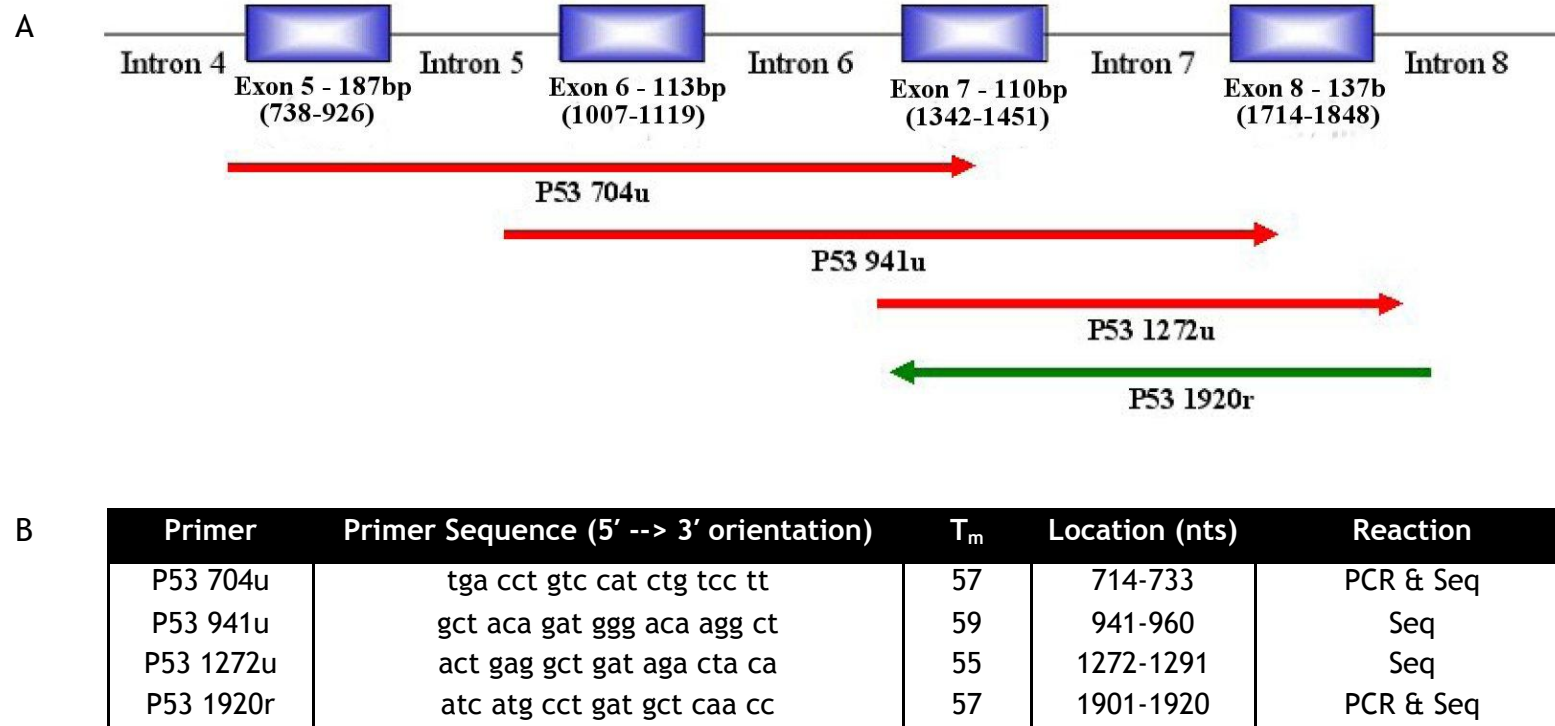 A
Intron 4 Intron 5 Intron 6 Intron 7 Intron 8
Exon 5 - 187bp Exon 6 - 113bp Exon 7 - 110bp Exon 8 - 137b
(738-926) (1007-1119) (1342-1451) (1714-1848)
P53 704u
P53 941u
P53 1272u
P53 1920r
B
Primer Primer Sequence (5′ --> 3′ orientation) Tm Location (nts) Reaction
P53 704u tga cct gtc cat ctg tcc tt 57 714-733 PCR & Seq
P53 941u gct aca gat ggg aca agg ct 59 941-960 Seq
P53 1272u act gag gct gat aga cta ca 55 1272-1291 Seq
P53 1920r atc atg cct gat gct caa cc 57 1901-1920 PCR & Seq